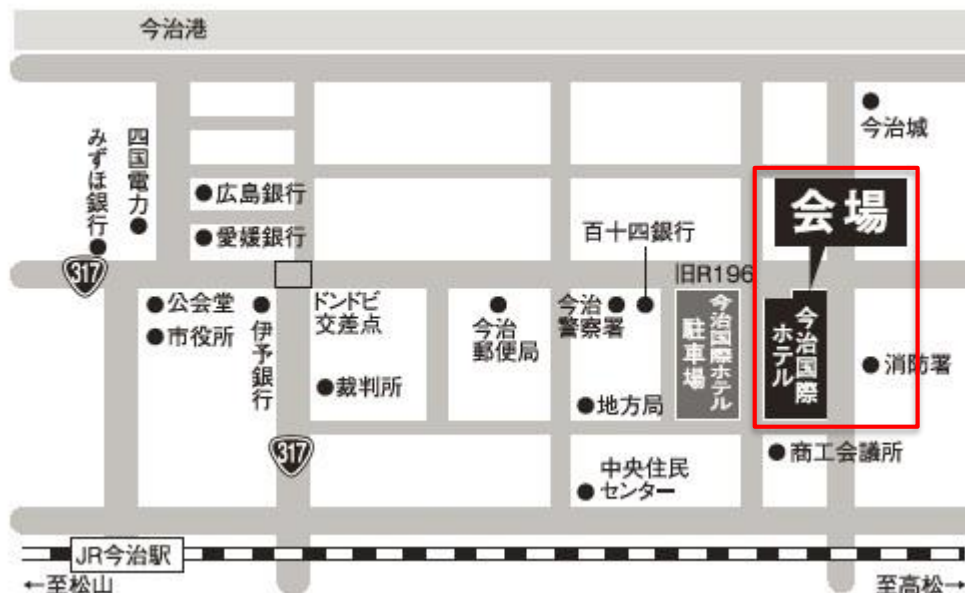 今治港
今治城
みずほ銀行
四国電力
広島銀行
愛媛銀行
会場
百十四銀行
317
旧R196
公会堂
市役所
伊予銀行
ドンドビ
交差点
裁判所
今治
郵便局
今治
警察署
地方局
今治国際ホテル
駐車場
今治国際
ホテル
消防署
317
中央住民
センター
商工会議所
JR今治駅
←至松山
至高松→